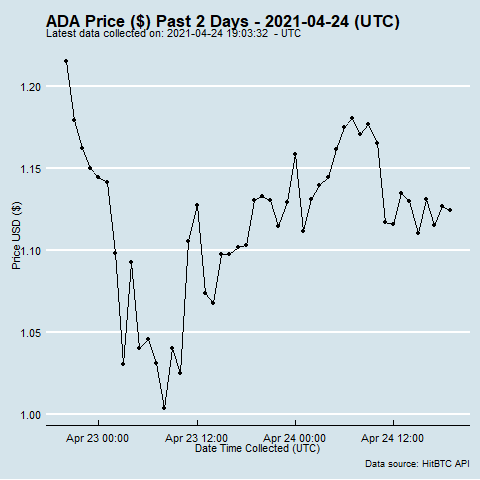 ADA Price ($) Past 2 Days - 2021-04-24 (UTC)
Latest data collected on: 2021-04-24 19:03:32 - UTC
1.20
1.15
1.10
1.05
1.00
Price USD ($)
Apr 23 00:00 Apr 23 12:00 Apr 24 00:00 Apr 24 12:00
Date Time Collected (UTC)
Data source: HitBTC API